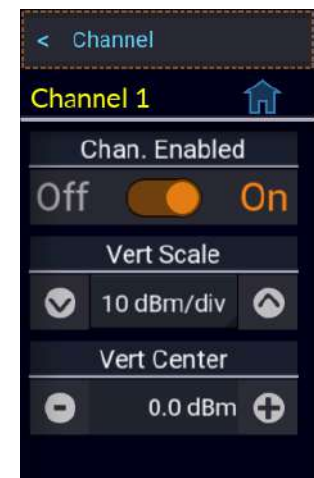 < Channel
Channel 1
Chan. Enabled
Off On
Vert Scale
10 dBm/div
Vert Center
- 0.0 dBm +